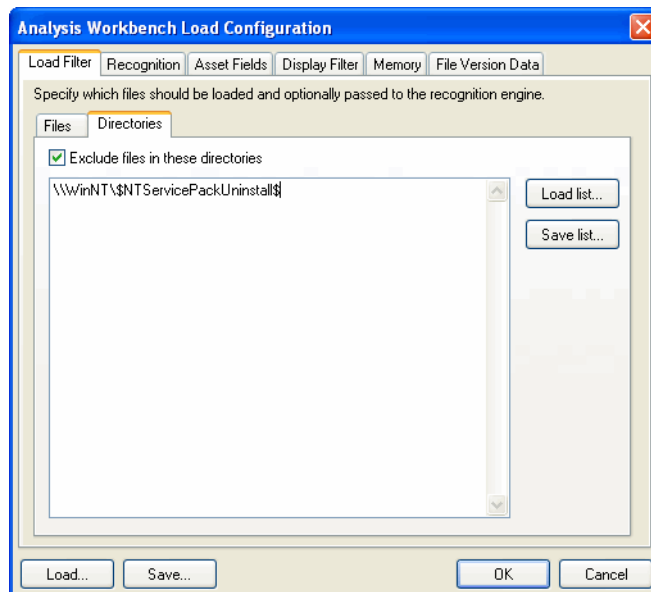 Analysis Workbench Load Configuration
Load Filter Recognition Asset Fields Display Filter Memory File Version Data
Specify which files should be loaded and optionally passed to the recognition engine.
Files Directories
Exclude files in these directories
\\WinNT\$NTServicePackUninstall$
Load list...
Save list...
Load... Save... OK Cancel